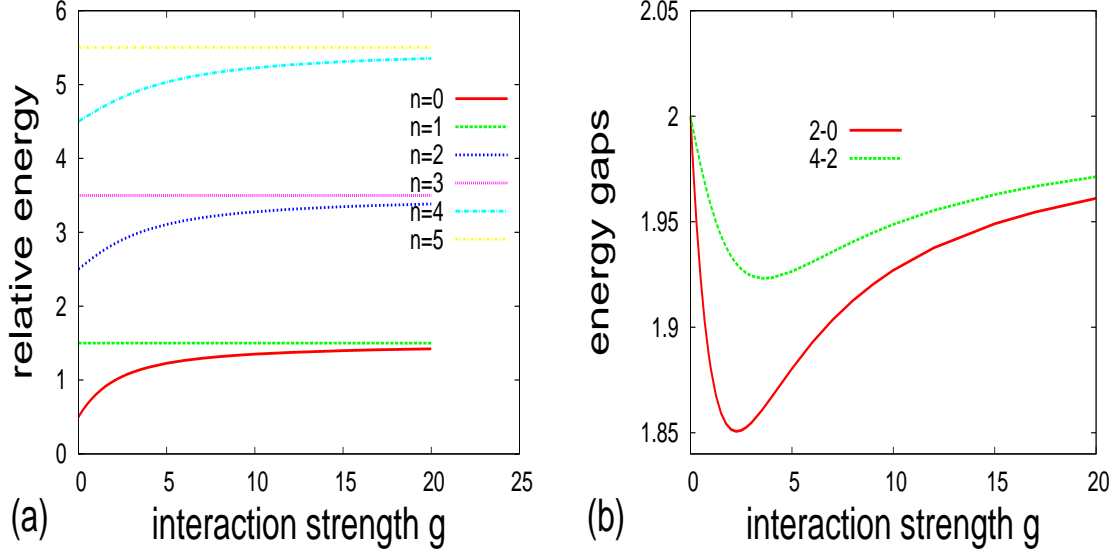 relative energy
6
5
4
3
2
1
0
n=0
n=1
n=2
n=3
n=4
n=5
0 5 10 15 20 25
(a) interaction strength g
energy gaps
2.05
2
1.95
1.9
1.85
2-0
4-2
0 5 10 15 20
(b) interaction strength g